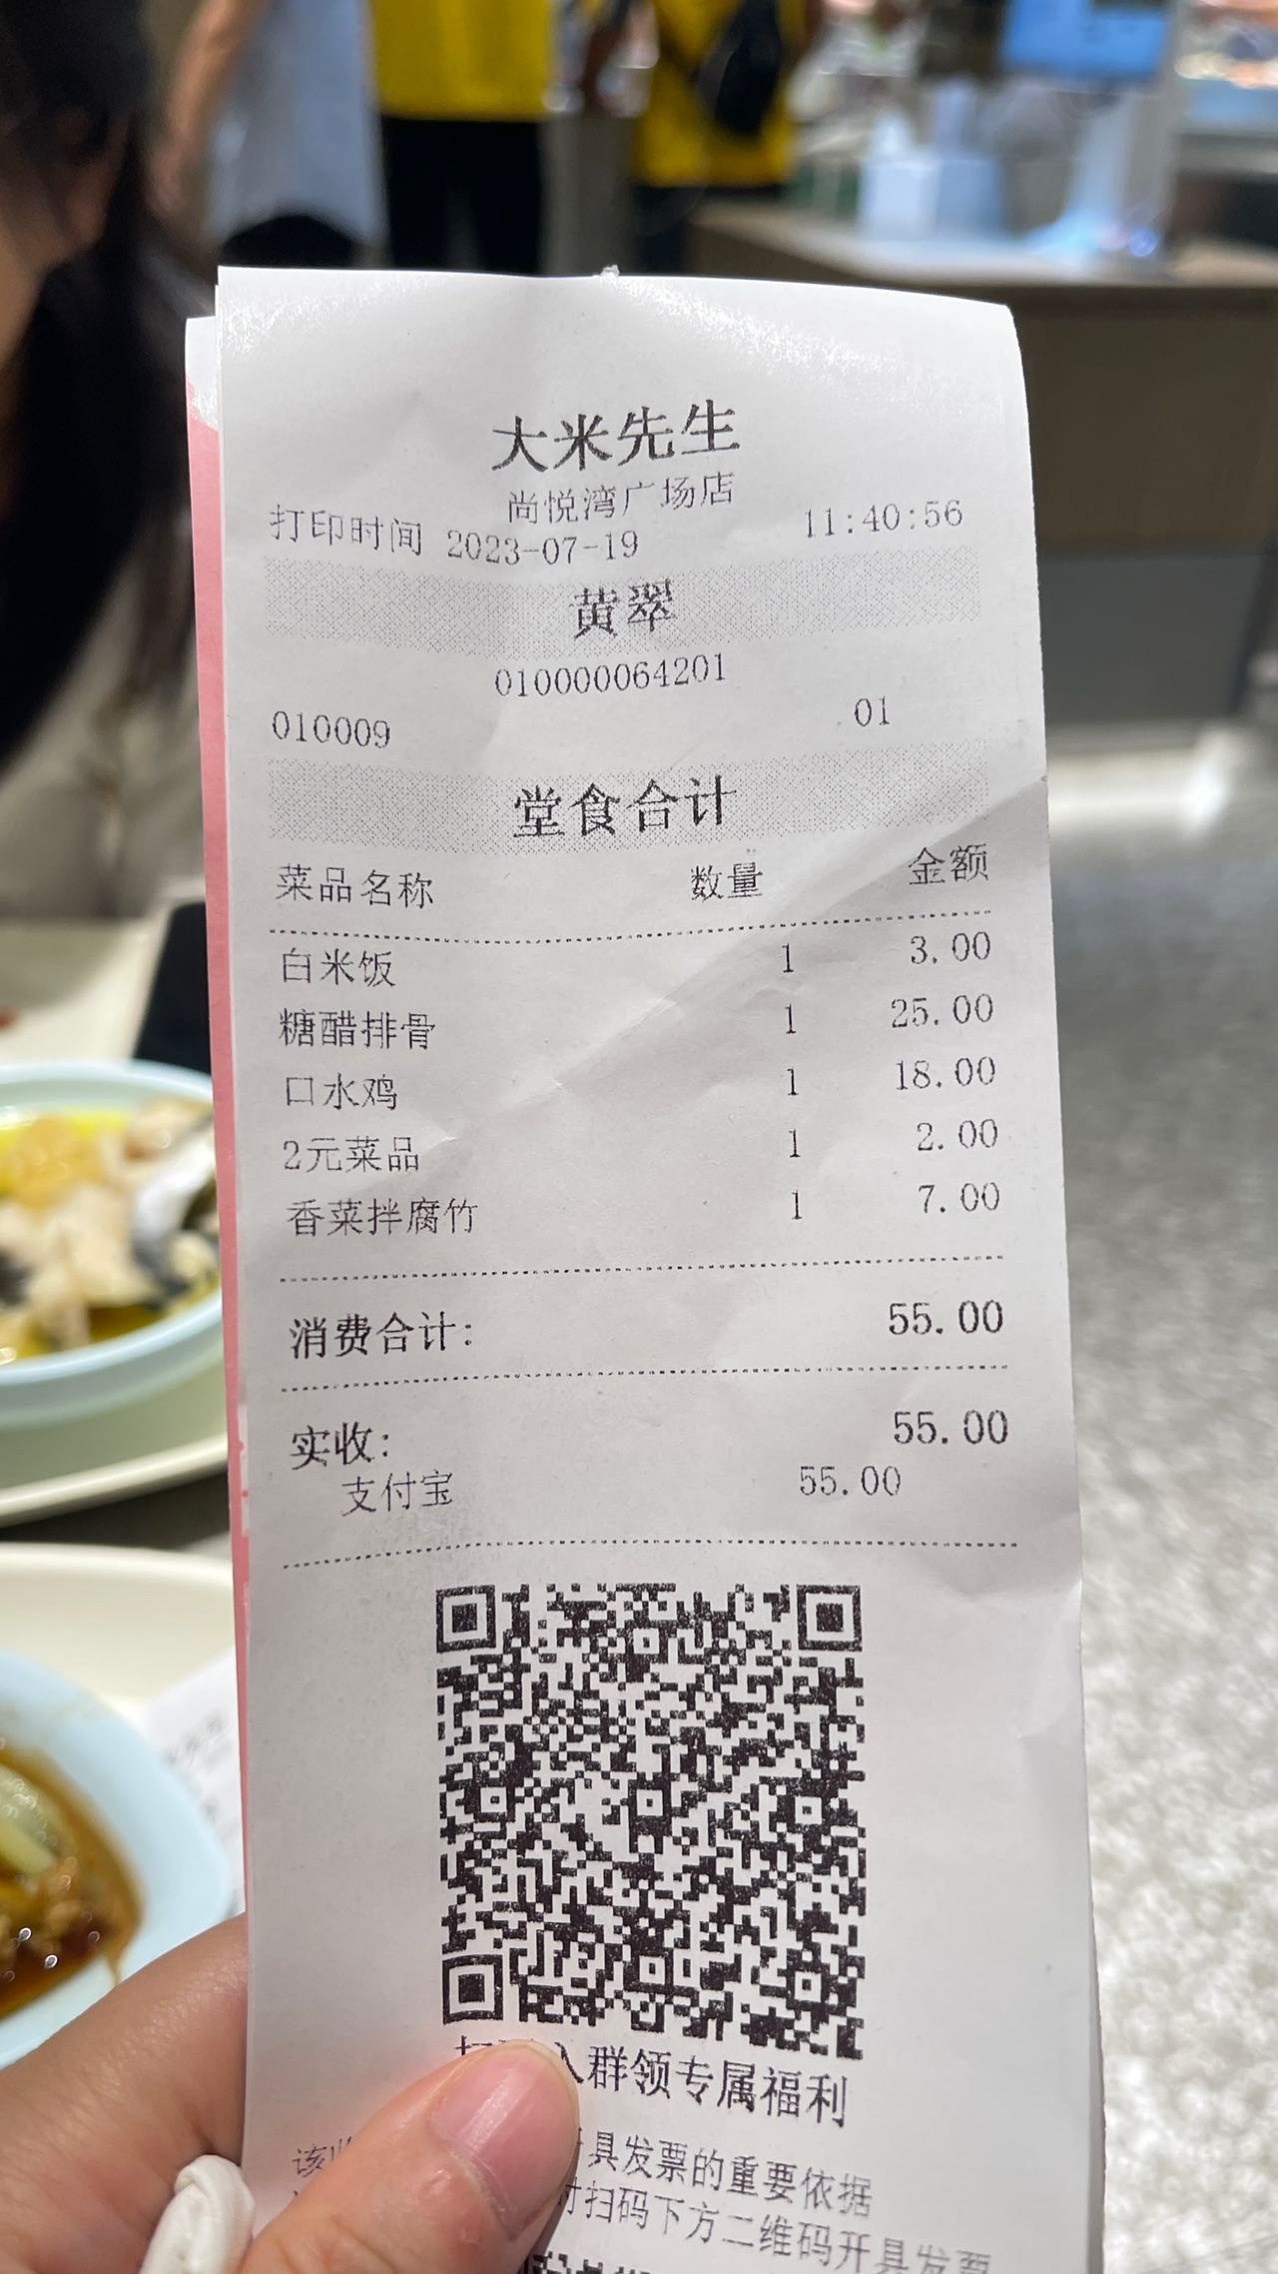 大米先生
尚悦湾广场店
打印时间 2023-07-19 11:40:56
黄翠
010000064201
010009 01
堂食合计
菜品名称 数量 金额
白米饭 1 3.00
糖醋排骨 1 25.00
口水鸡 1 18.00
2元菜品 1 2.00
香菜拌腐竹 1 7.00
消费合计: 55.00
实收: 55.00
支付宝 55.00
入群领专属福利
该 具发票的重要依据
扫码下方二维码开具发票